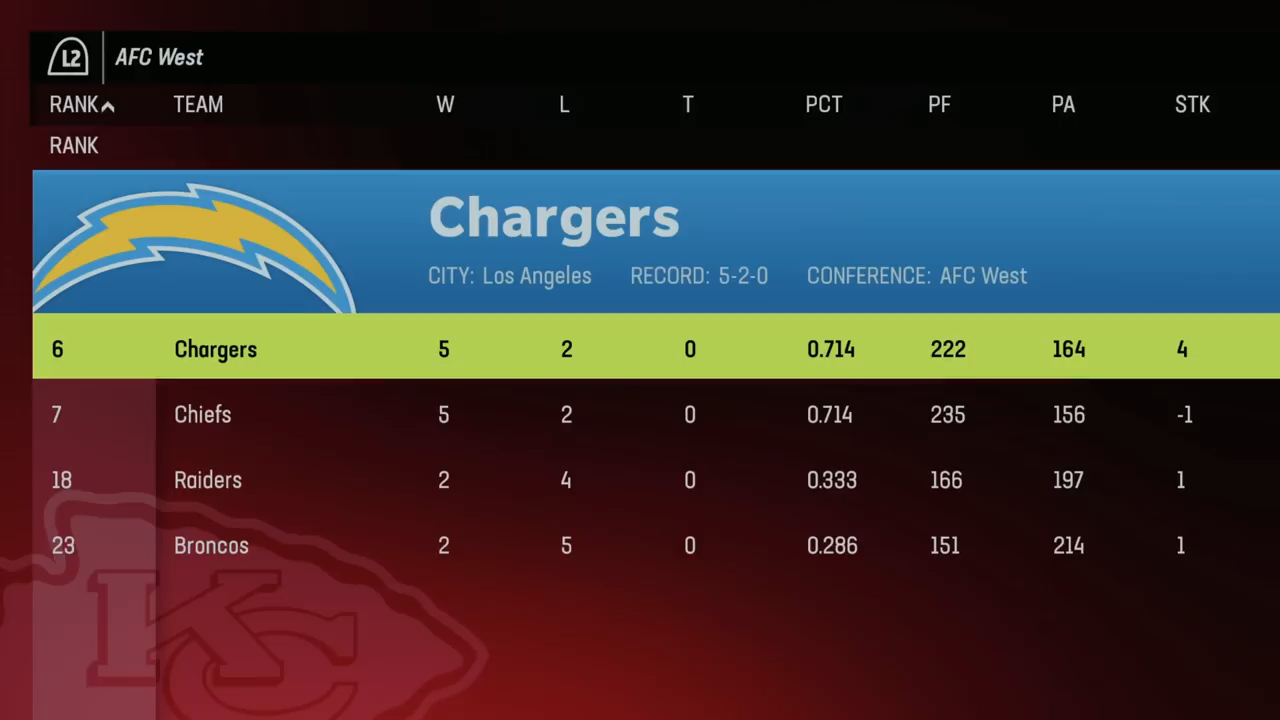 L2 AFC West
RANK TEAM W L T PCT PF PA STK
RANK
Chargers
CITY: Los Angeles RECORD: 5-2-0 CONFERENCE: AFC West
6 Chargers 5 2 0 0.714 222 164 4
7 Chiefs 5 2 0 0.714 235 156 -1
18 Raiders 2 4 0 0.333 166 197 1
23 Broncos 2 5 0 0.286 151 214 1
KC